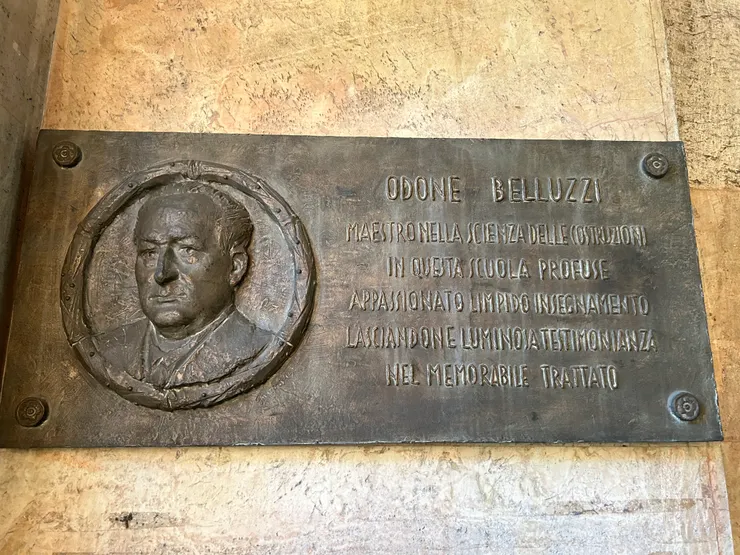 ODONE BELLUZZI
MAESTRO NELLA SCIENZA DELLE COSTRUZIONI
IN QUESTA SCUOLA PROFUSE
APPASSIONATO LIMPIDO INSEGNAMENTO
LASCIANDONE LUMINOSA TESTIMONIANZA
NEL MEMORABILE TRATTATO